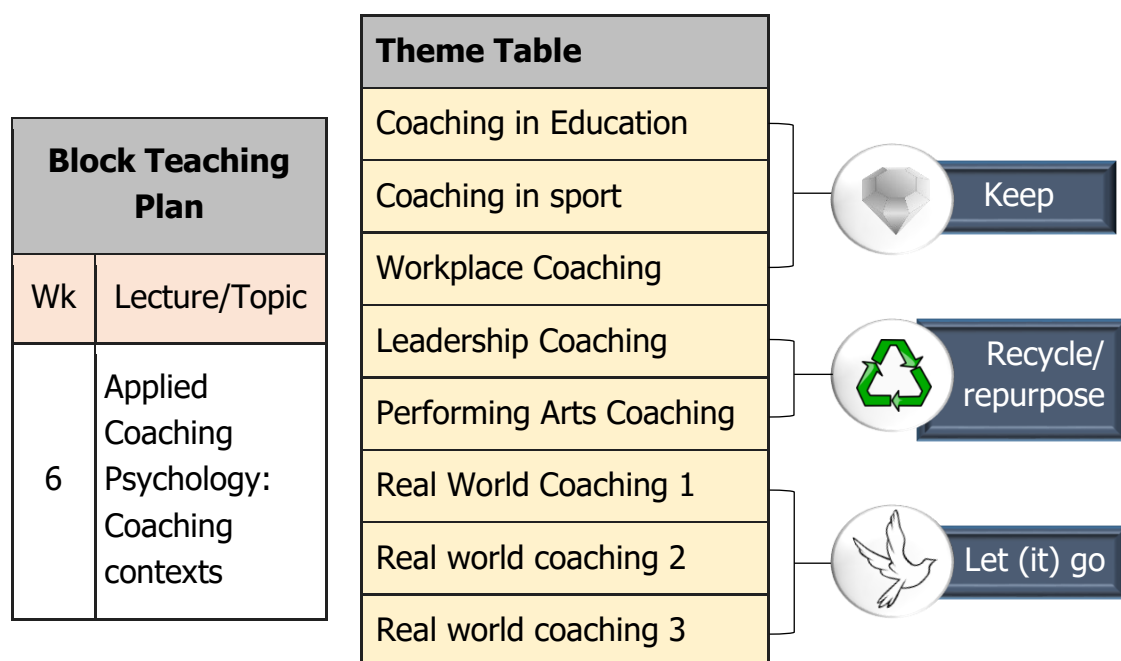 Block Teaching
Plan
Wk
Lecture/Topic
6
Applied
Coaching
Psychology:
Coaching
contexts
Theme Table
Coaching in Education
Coaching in sport
Workplace Coaching
Leadership Coaching
Performing Arts Coaching
Real World Coaching 1
Real world coaching 2
Real world coaching 3
Keep
Recycle/
repurpose
Let (it) go